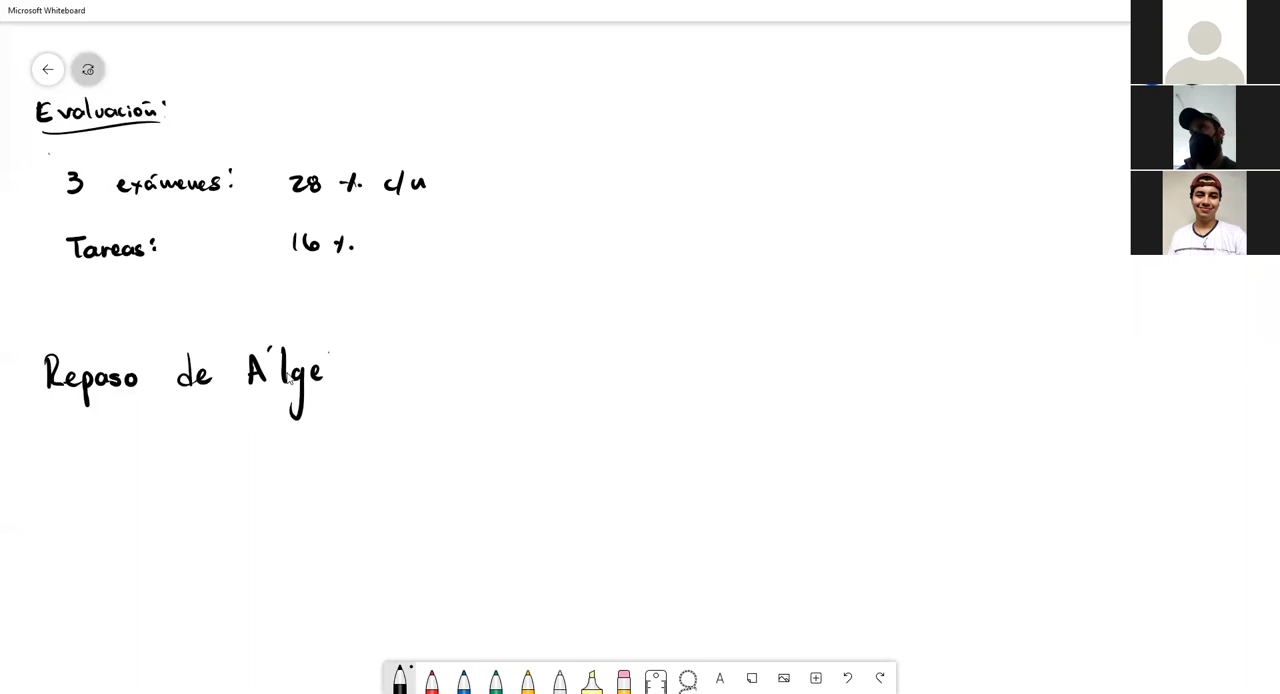 Microsoft Whiteboard
Evaluación:
3 exámenes: 28 % c/u
Tareas: 16 %
Repaso de Álge
A